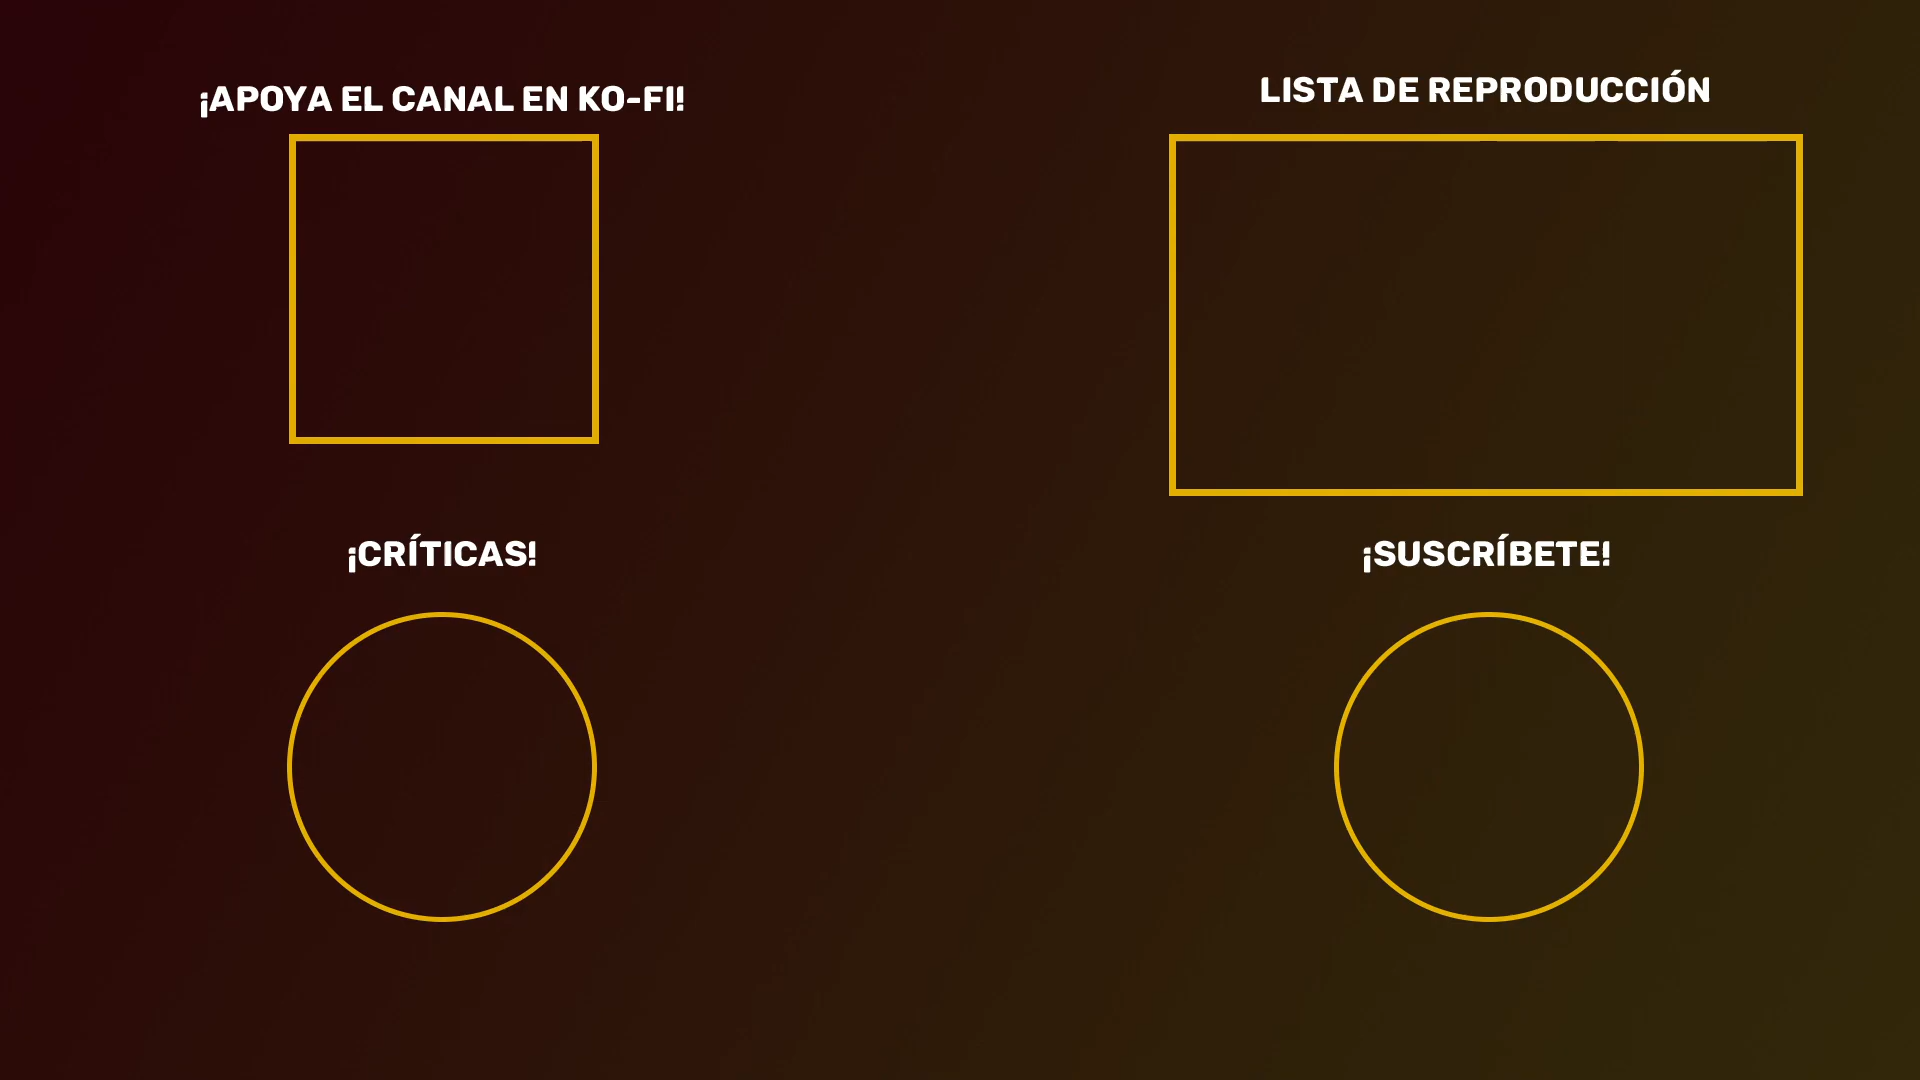 ¡APOYA EL CANAL EN KO-FI!
LISTA DE REPRODUCCIÓN
¡CRÍTICAS!
¡SUSCRÍBETE!